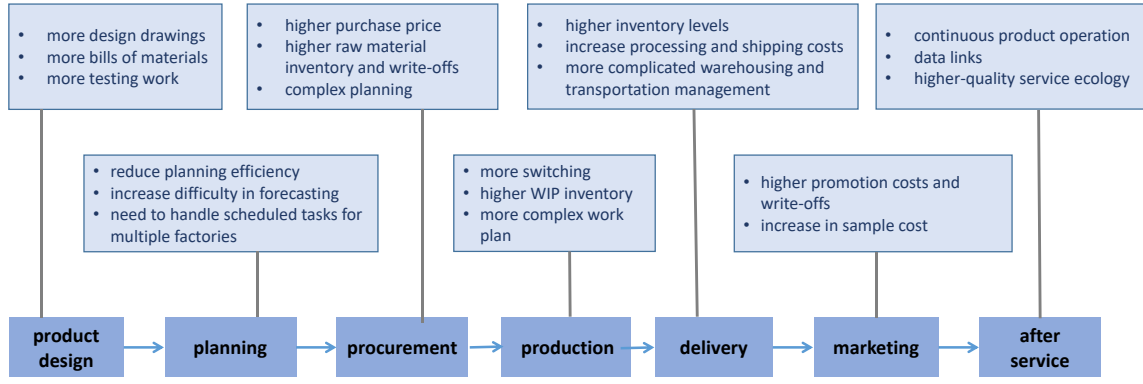 • more design drawings
• more bills of materials
• more testing work
• higher purchase price
• higher raw material
inventory and write-offs
• complex planning
• higher inventory levels
• increase processing and shipping costs
• more complicated warehousing and
transportation management
• continuous product operation
• data links
• higher-quality service ecology
• reduce planning efficiency
• increase difficulty in forecasting
• need to handle scheduled tasks for
multiple factories
• more switching
• higher WIP inventory
• more complex work
plan
• higher promotion costs and
write-offs
• increase in sample cost
product
design
planning
procurement
production
delivery
marketing
after
service